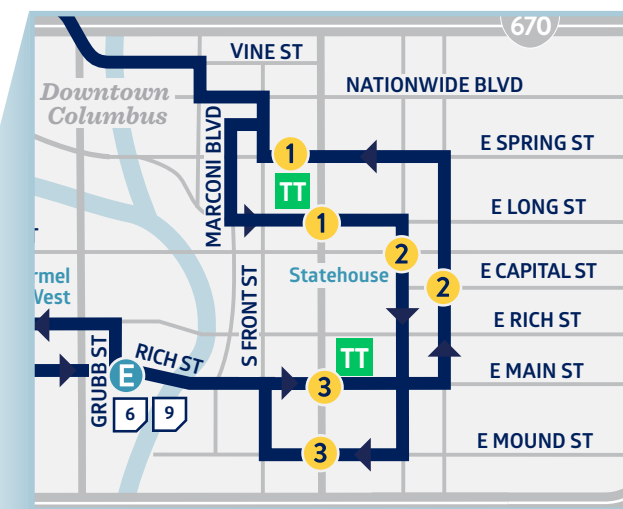 670
VINE ST
NATIONWIDE BLVD
Downtown
Columbus
MARCONI BLVD
E SPRING ST
1
TT
E LONG ST
1
2
E CAPITAL ST
Statehouse
2
rmel
West
S FRONT ST
E RICH ST
GRUBB ST
RICH ST
TT
E MAIN ST
E
3
6
9
E MOUND ST
3